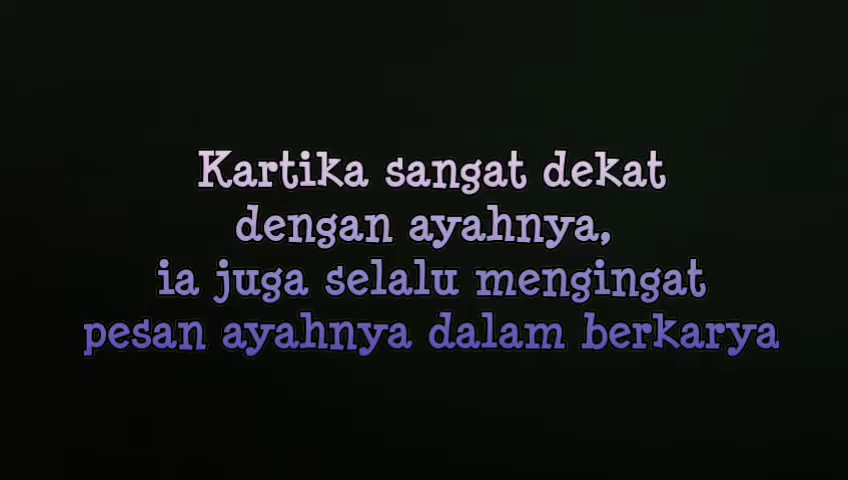 Kartika sangat dekat
dengan ayahnya,
ia juga selalu mengingat
pesan ayahnya dalam berkarya